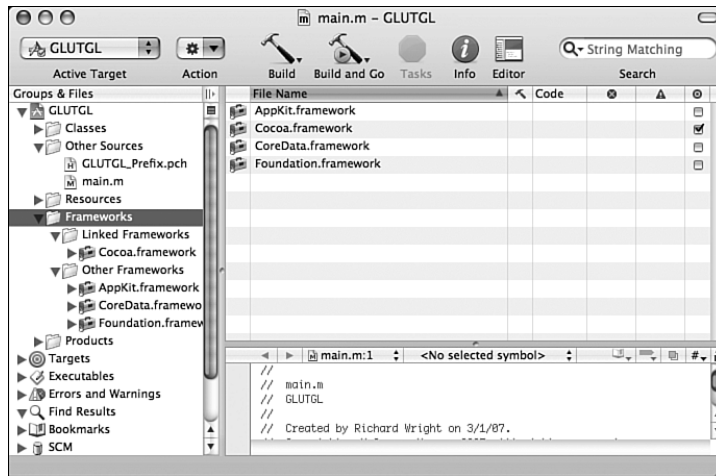 main.m – GLUTGL
GLUTGL
Active Target
Action
Build
Build and Go
Tasks
Info
Editor
String Matching
Search
Groups & Files
GLUTGL
Classes
Other Sources
GLUTGL_Prefix.pch
main.m
Resources
Frameworks
Linked Frameworks
Cocoa.framework
Other Frameworks
AppKit.framework
CoreData.framewo
Foundation.framew
Products
Targets
Executables
Errors and Warnings
Find Results
Bookmarks
SCM
File Name
Code
AppKit.framework
Cocoa.framework
CoreData.framework
Foundation.framework
main.m:1
<No selected symbol>
#
//
// main.m
// GLUTGL
//
// Created by Richard Wright on 3/1/07.